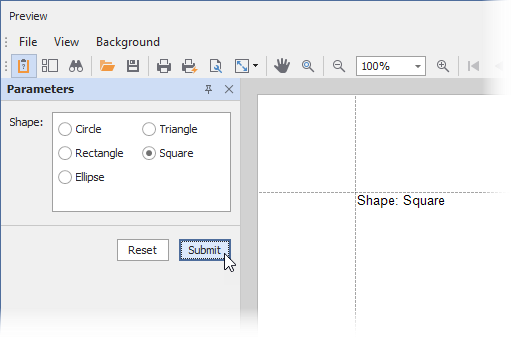 Preview
File View Background
100%
Parameters
Shape:
Circle Triangle
Rectangle Square
Ellipse
Reset Submit
Shape: Square